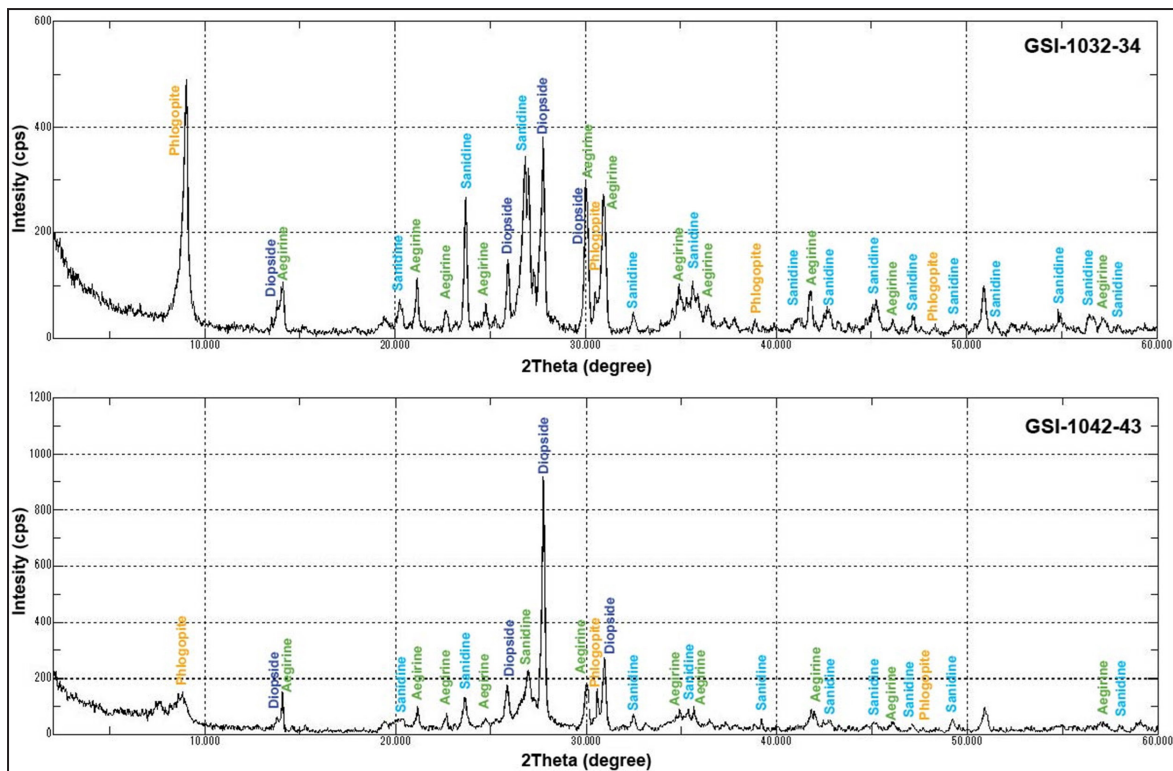 GSI-1032-34
Intesity (cps)
600
400
200
0
Phlogopite
Diopside
Aegirine
Sanidine
Aegirine
Aegirine
Sanidine
Aegirine
Diopside
Sanidine
Diopside
Diopside
Aegirine
Phlogopite
Aegirine
Sanidine
Aegirine
Sanidine
Aegirine
Phlogopite
Sanidine
Aegirine
Sanidine
Sanidine
Aegirine
Sanidine
Phlogopite
Sanidine
Sanidine
Sanidine
Sanidine
Aegirine
Sanidine
10.000 20.000 30.000 40.000 50.000 60.000
2Theta (degree)
GSI-1042-43
Intesity (cps)
1200
1000
800
600
400
200
0
Phlogopite
Diopside
Aegirine
Sanidine
Aegirine
Aegirine
Sanidine
Aegirine
Diopside
Sanidine
Diopside
Aegirine
Phlogopite
Diopside
Sanidine
Aegirine
Sanidine
Aegirine
Sanidine
Aegirine
Sanidine
Sanidine
Aegirine
Sanidine
Phlogopite
Sanidine
Aegirine
Sanidine
10.000 20.000 30.000 40.000 50.000 60.000
2Theta (degree)